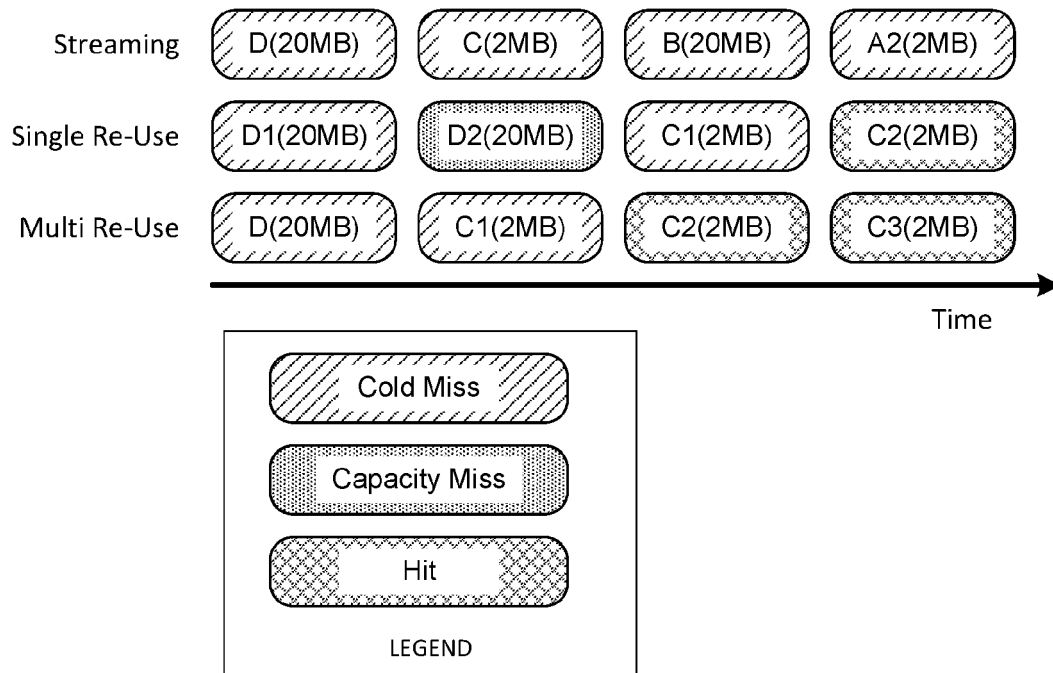 Streaming D(20MB) C(2MB) B(20MB) A2(2MB)
Single Re-Use D1(20MB) D2(20MB) C1(2MB) C2(2MB)
Multi Re-Use D(20MB) C1(2MB) C2(2MB) C3(2MB)
Time
Cold Miss
Capacity Miss
Hit
LEGEND